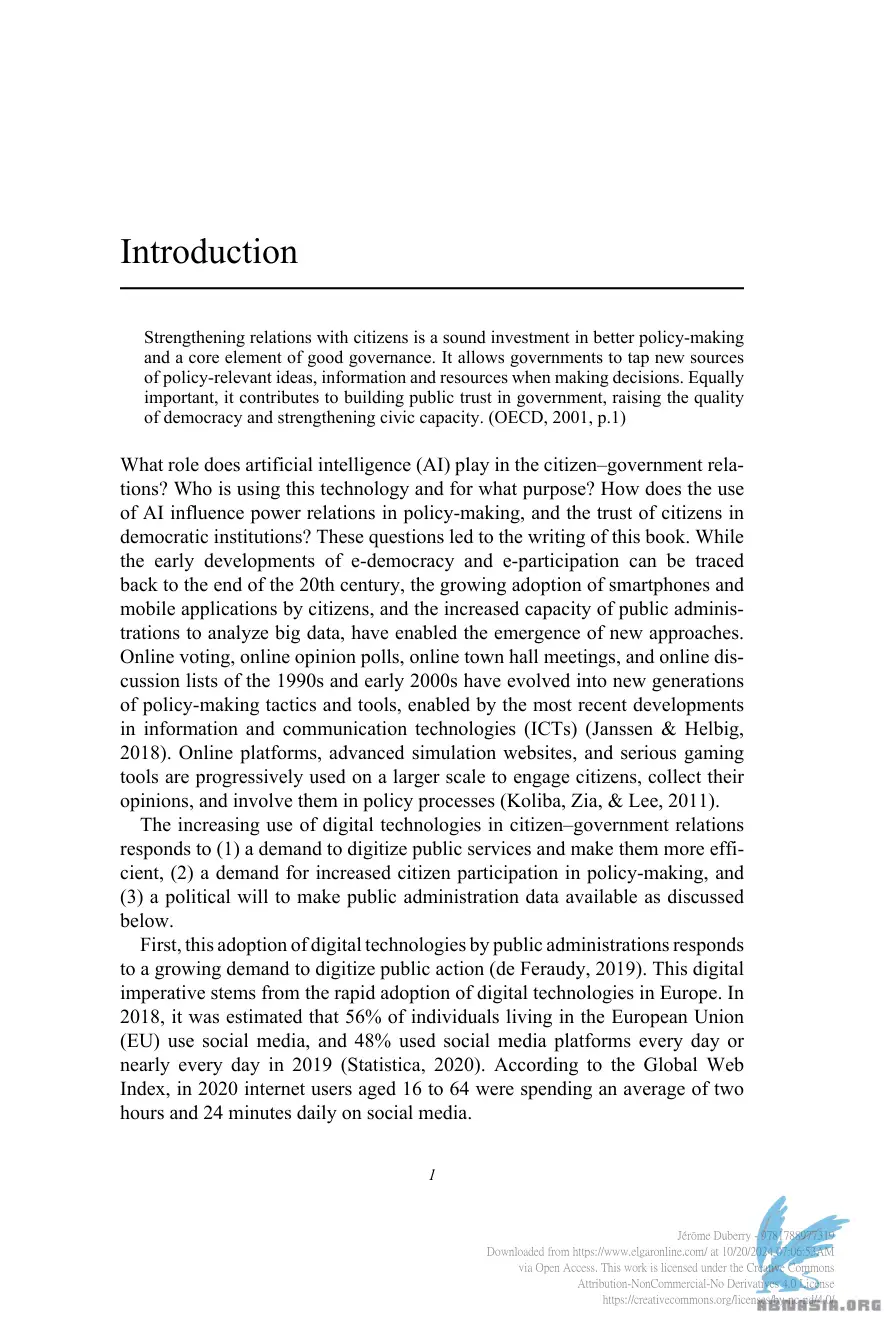 Introduction
Strengthening relations with citizens is a sound investment in better policy-making
and a core element of good governance. It allows governments to tap new sources
of policy-relevant ideas, information and resources when making decisions. Equally
important, it contributes to building public trust in government, raising the quality
of democracy and strengthening civic capacity. (OECD, 2001, p.1)
What role does artificial intelligence (AI) play in the citizen–government rela-
tions? Who is using this technology and for what purpose? How does the use
of AI influence power relations in policy-making, and the trust of citizens in
democratic institutions? These questions led to the writing of this book. While
the early developments of e-democracy and e-participation can be traced
back to the end of the 20th century, the growing adoption of smartphones and
mobile applications by citizens, and the increased capacity of public adminis-
trations to analyze big data, have enabled the emergence of new approaches.
Online voting, online opinion polls, online town hall meetings, and online dis-
cussion lists of the 1990s and early 2000s have evolved into new generations
of policy-making tactics and tools, enabled by the most recent developments
in information and communication technologies (ICTs) (Janssen & Helbig,
2018). Online platforms, advanced simulation websites, and serious gaming
tools are progressively used on a larger scale to engage citizens, collect their
opinions, and involve them in policy processes (Koliba, Zia, & Lee, 2011).
The increasing use of digital technologies in citizen–government relations
responds to (1) a demand to digitize public services and make them more effi-
cient, (2) a demand for increased citizen participation in policy-making, and
(3) a political will to make public administration data available as discussed
below.
First, this adoption of digital technologies by public administrations responds
to a growing demand to digitize public action (de Feraudy, 2019). This digital
imperative stems from the rapid adoption of digital technologies in Europe. In
2018, it was estimated that 56% of individuals living in the European Union
(EU) use social media, and 48% used social media platforms every day or
nearly every day in 2019 (Statistica, 2020). According to the Global Web
Index, in 2020 internet users aged 16 to 64 were spending an average of two
hours and 24 minutes daily on social media.
1
Jérôme Duberry - 9781788977319
Downloaded from https://www.elgaronline.com/ at 10/20/2024 07:06:53AM
via Open Access. This work is licensed under the Creative Commons
Attribution-NonCommercial-No Derivatives 4.0 License
https://creativecommons.org/licenses/by-nc-nd/4.0/
ABMASIA.ORG